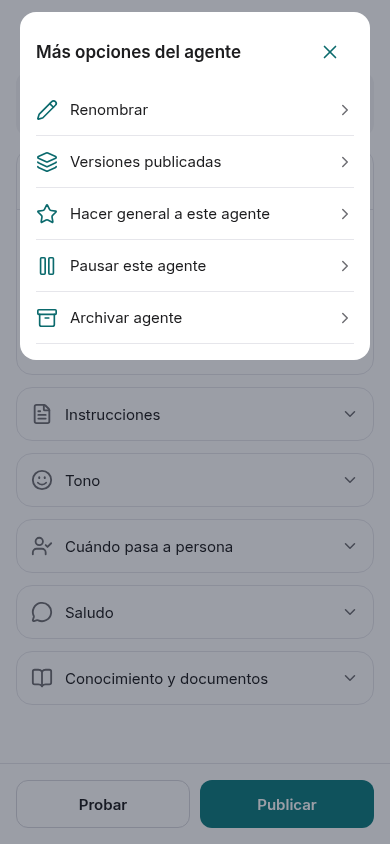 Más opciones del agente
Renombrar
Versiones publicadas
Hacer general a este agente
Pausar este agente
Archivar agente
Instrucciones
Tono
Cuándo pasa a persona
Saludo
Conocimiento y documentos
Probar
Publicar